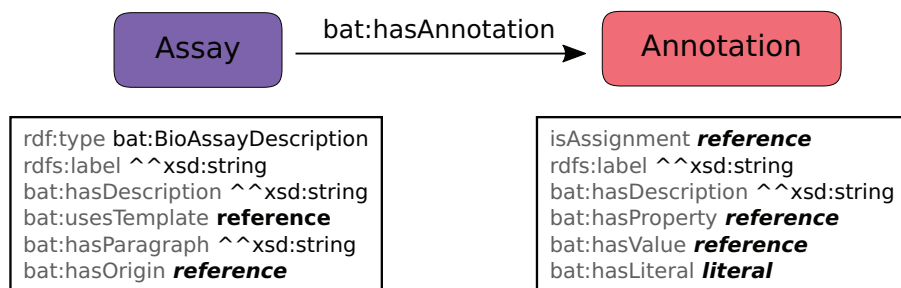 Assay
bat:hasAnnotation
Annotation
rdf:type bat:BioAssayDescription
rdfs:label ^^xsd:string
bat:hasDescription ^^xsd:string
bat:usesTemplate reference
bat:hasParagraph ^^xsd:string
bat:hasOrigin reference
isAssignment reference
rdfs:label ^^xsd:string
bat:hasDescription ^^xsd:string
bat:hasProperty reference
bat:hasValue reference
bat:hasLiteral literal